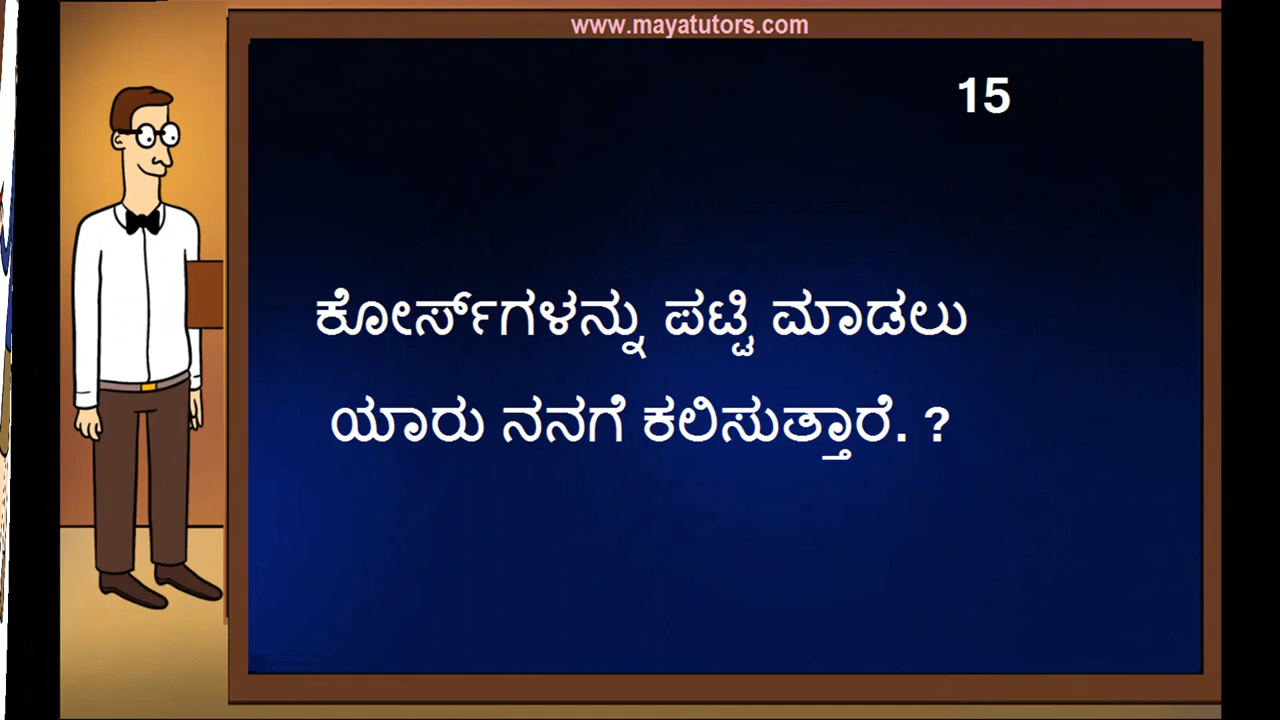 www.mayatutors.com
15
ಕೋರ್ಸ್‌ಗಳನ್ನು ಪಟ್ಟಿ ಮಾಡಲು
ಯಾರು ನನಗೆ ಕಲಿಸುತ್ತಾರೆ. ?